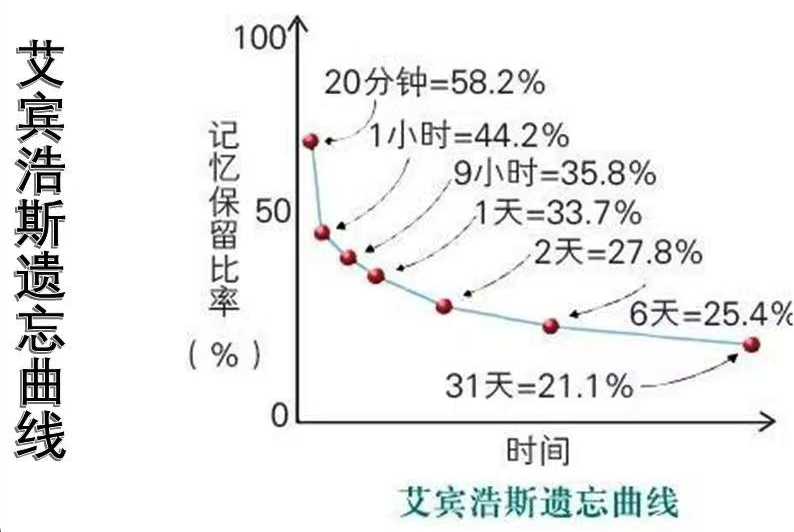 艾宾浩斯遗忘曲线
100
20分钟=58.2%
1小时=44.2%
9小时=35.8%
1天=33.7%
2天=27.8%
6天=25.4%
31天=21.1%
记忆保留比率
(%)
50
0
时间
艾宾浩斯遗忘曲线